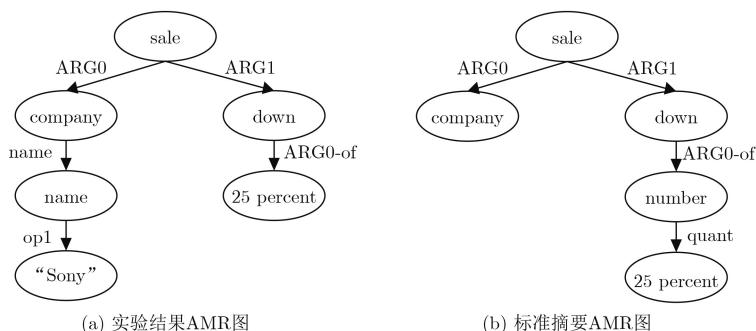 sale
ARG0
ARG1
company
down
name
ARG0-of
name
25 percent
op1
“Sony”
(a) 实验结果AMR图
sale
ARG0
ARG1
company
down
ARG0-of
number
quant
25 percent
(b) 标准摘要AMR图